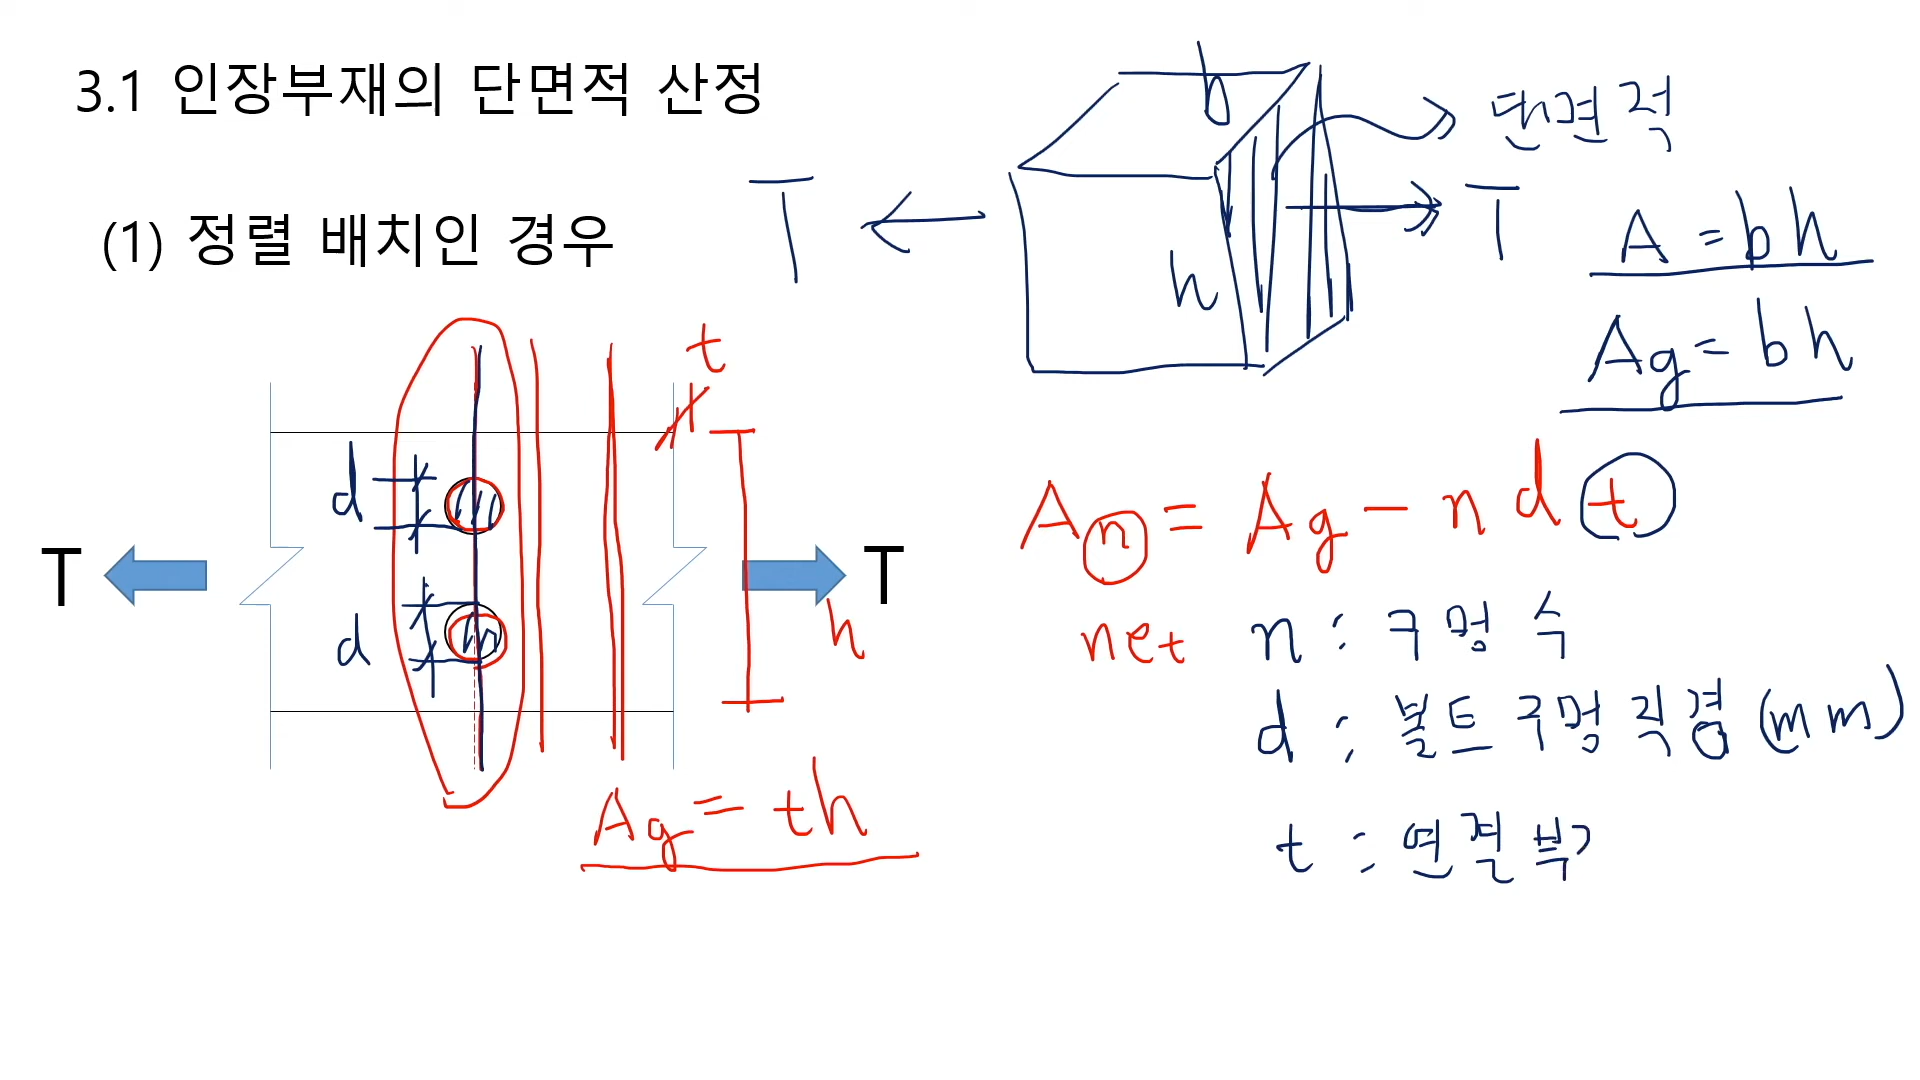 3.1 인장부재의 단면적 산정
(1) 정렬 배치인 경우
b
h
T
T
단면적
A = bh
Ag = bh
t
d
d
T
T
h
Ag = th
An = Ag - n d t
net
n : 구멍 수
d : 볼트 구멍 직경 (mm)
t : 연결부